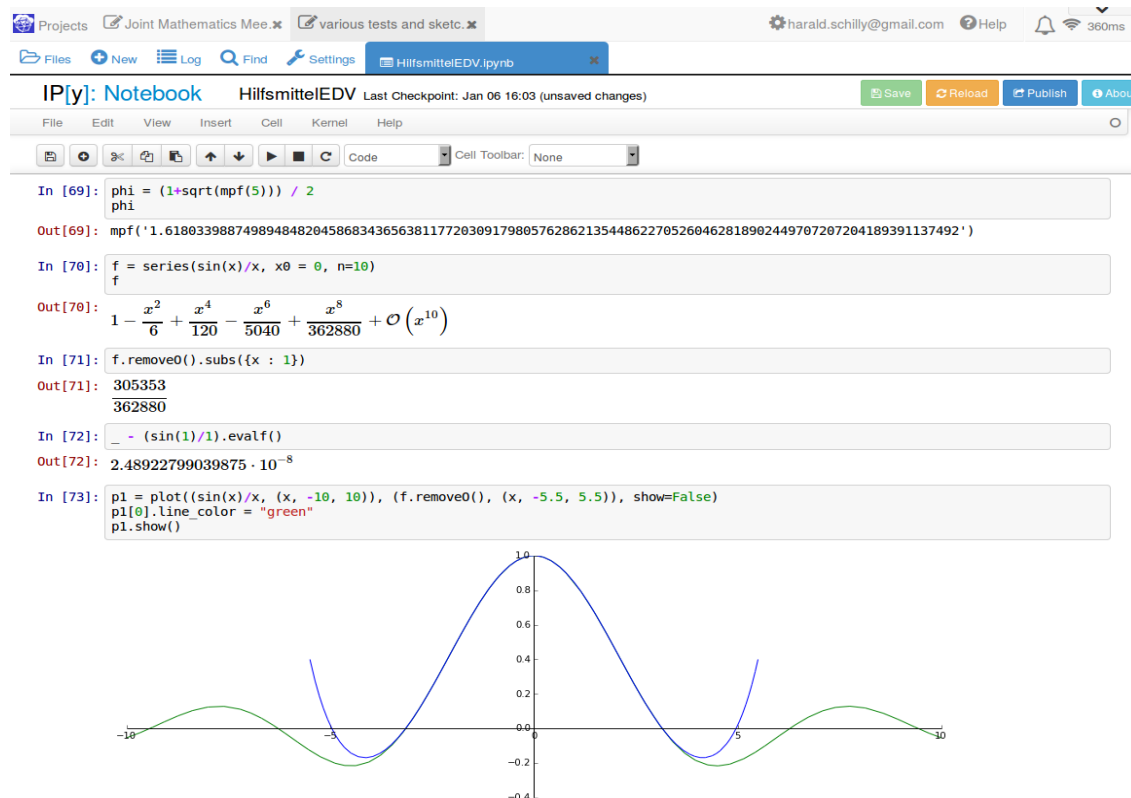 Projects Joint Mathematics Mee. various tests and sketc. harald.schilly@gmail.com Help 360ms
Files New Log Find Settings HilfsmittelEDV.ipynb
IP[y]: Notebook HilfsmittelEDV Last Checkpoint: Jan 06 16:03 (unsaved changes) Save Reload Publish Abou
File Edit View Insert Cell Kernel Help
Code Cell Toolbar: None
In [69]: phi = (1+sqrt(mpf(5))) / 2
phi
Out[69]: mpf('1.6180339887498948482045868343656381177203091798057628621354486227052604628189024497072072041893911374​92')
In [70]: f = series(sin(x)/x, x0 = 0, n=10)
f
Out[70]: 1 − x^2/6 + x^4/120 − x^6/5040 + x^8/362880 + O(x^10)
In [71]: f.removeO().subs({x : 1})
Out[71]: 305353/362880
In [72]: _ - (sin(1)/1).evalf()
Out[72]: 2.48922799039875 · 10^−8
In [73]: p1 = plot((sin(x)/x, (x, -10, 10)), (f.removeO(), (x, -5.5, 5.5)), show=False)
p1[0].line_color = "green"
p1.show()
1.0
0.8
0.6
0.4
0.2
0.0
−10 −5 0 5 10
−0.2
−0.4